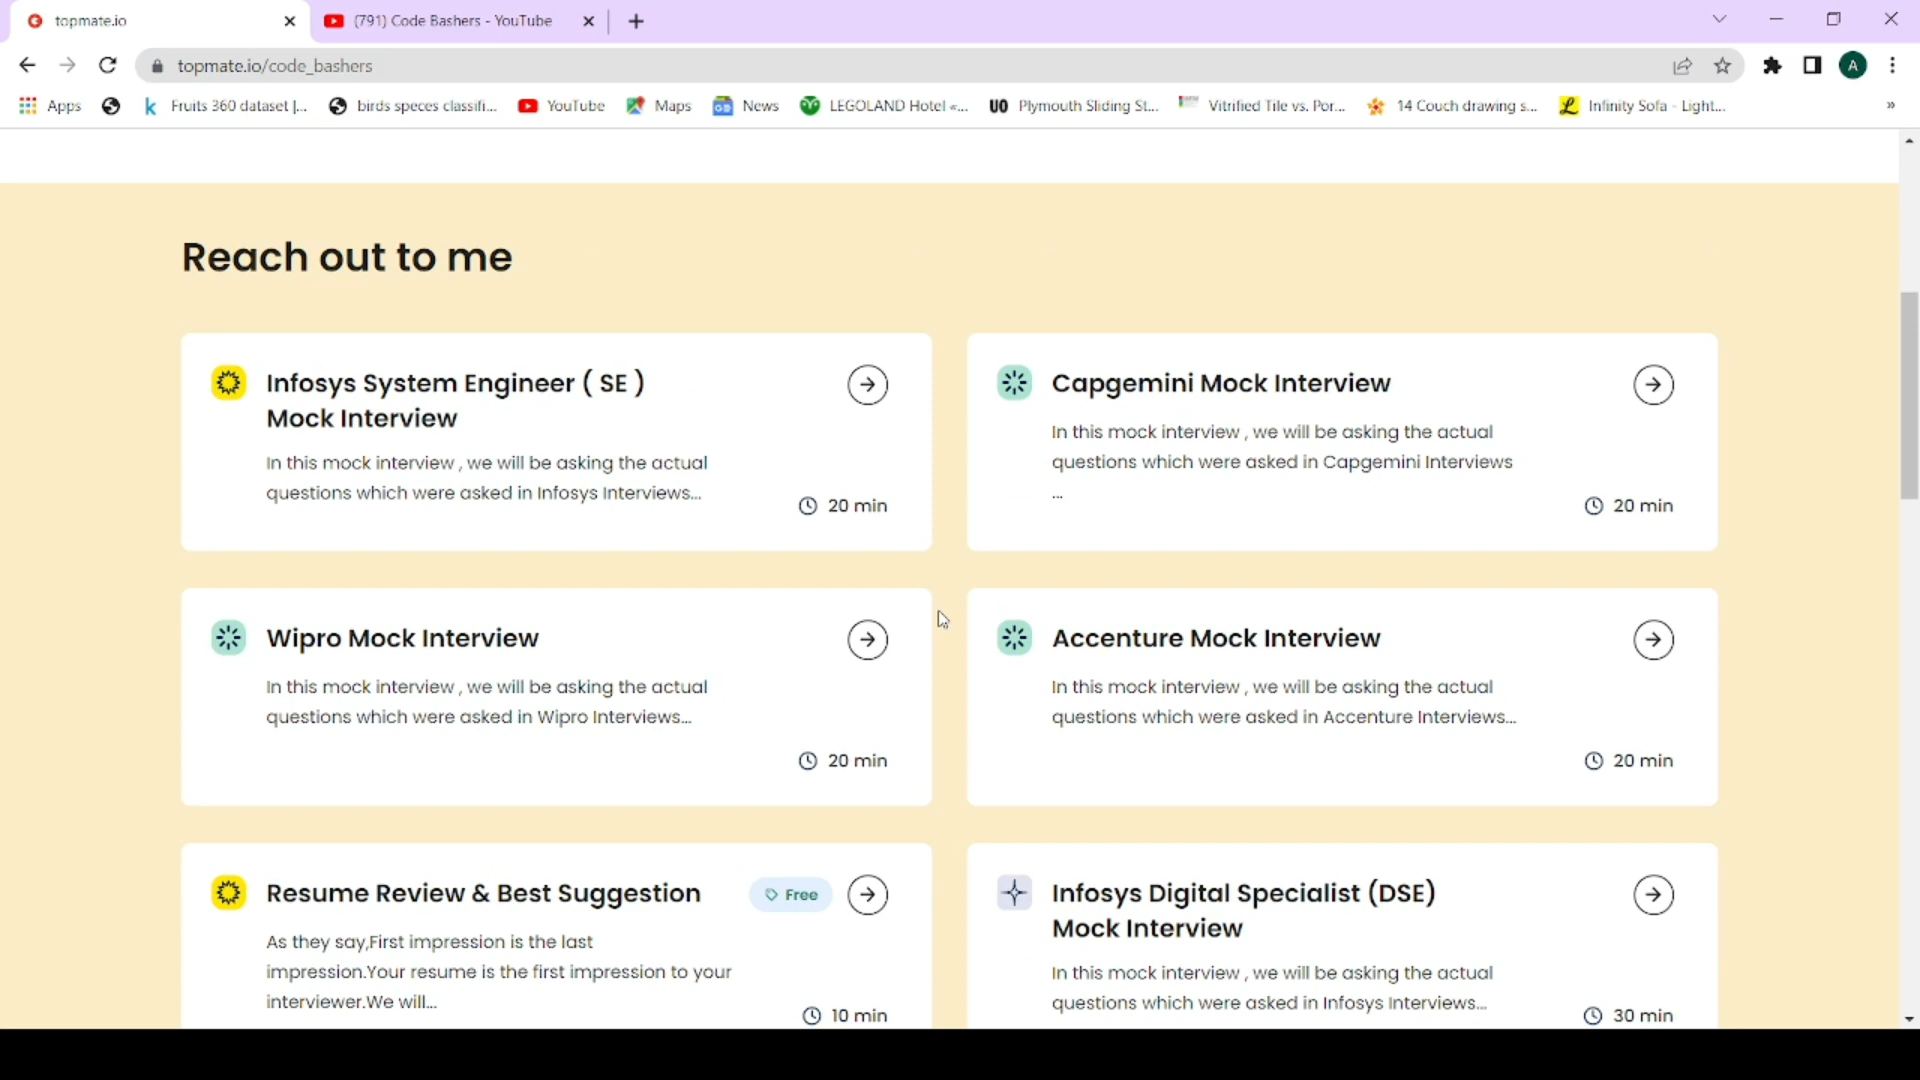 topmate.io
(791) Code Bashers - YouTube
topmate.io/code_bashers
A
Apps
Fruits 360 dataset |...
birds speces classifi...
YouTube
Maps
News
LEGOLAND Hotel «...
UO Plymouth Sliding St...
Vitrified Tile vs. Por...
14 Couch drawing s...
Infinity Sofa - Light...
»
Reach out to me
Infosys System Engineer ( SE )
Mock Interview
In this mock interview , we will be asking the actual
questions which were asked in Infosys Interviews...
20 min
Capgemini Mock Interview
In this mock interview , we will be asking the actual
questions which were asked in Capgemini Interviews
...
20 min
Wipro Mock Interview
In this mock interview , we will be asking the actual
questions which were asked in Wipro Interviews...
20 min
Accenture Mock Interview
In this mock interview , we will be asking the actual
questions which were asked in Accenture Interviews...
20 min
Resume Review & Best Suggestion
Free
As they say,First impression is the last
impression.Your resume is the first impression to your
interviewer.We will...
10 min
Infosys Digital Specialist (DSE)
Mock Interview
In this mock interview , we will be asking the actual
questions which were asked in Infosys Interviews...
30 min